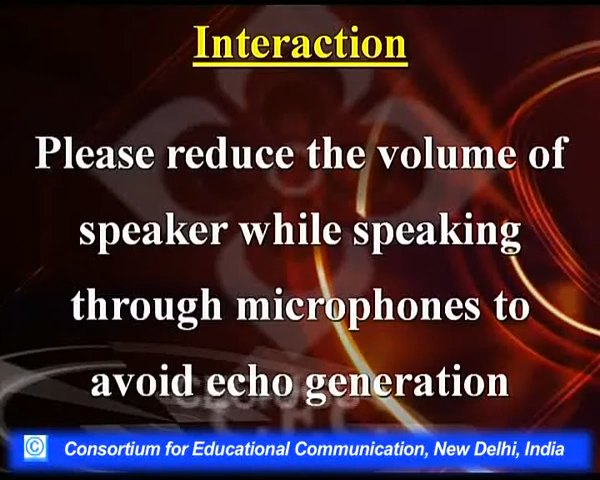 Interaction
Please reduce the volume of
speaker while speaking
through microphones to
avoid echo generation
© Consortium for Educational Communication, New Delhi, India